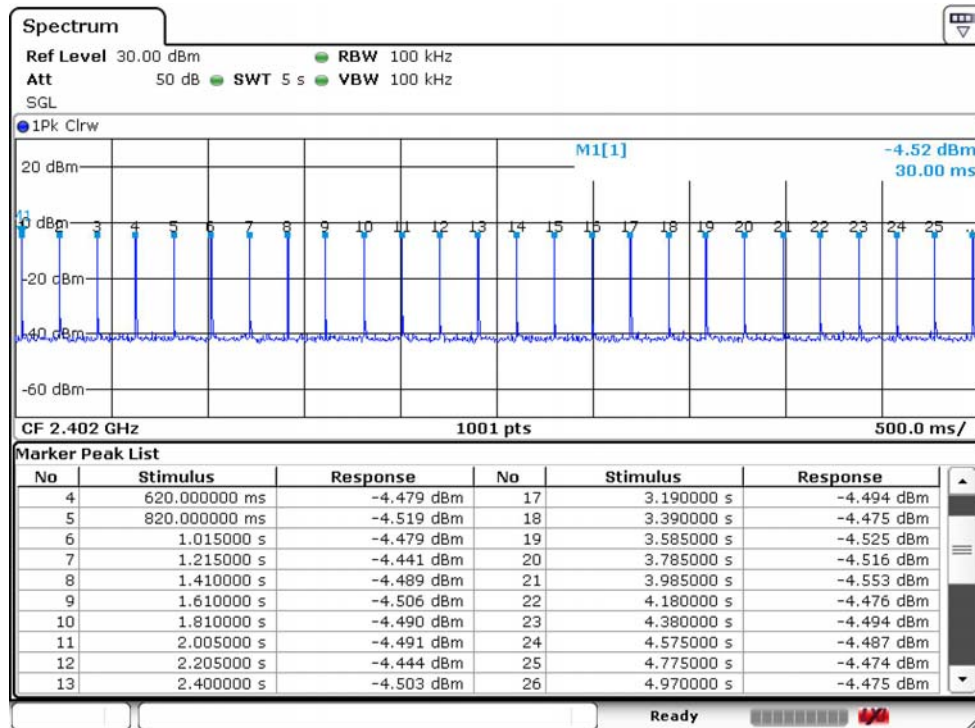 Spectrum
Ref Level 30.00 dBm RBW 100 kHz
Att 50 dB SWT 5 s VBW 100 kHz
SGL
1Pk Clrw
M1[1] -4.52 dBm
30.00 ms
20 dBm
M1
0 dBm 2 3 4 5 6 7 8 9 10 11 12 13 14 15 16 17 18 19 20 21 22 23 24 25
-20 dBm
-40 dBm
-60 dBm
CF 2.402 GHz 1001 pts 500.0 ms/
Marker Peak List
No Stimulus Response No Stimulus Response
4 620.000000 ms -4.479 dBm 17 3.190000 s -4.494 dBm
5 820.000000 ms -4.519 dBm 18 3.390000 s -4.475 dBm
6 1.015000 s -4.479 dBm 19 3.585000 s -4.525 dBm
7 1.215000 s -4.441 dBm 20 3.785000 s -4.516 dBm
8 1.410000 s -4.489 dBm 21 3.985000 s -4.553 dBm
9 1.610000 s -4.506 dBm 22 4.180000 s -4.476 dBm
10 1.810000 s -4.490 dBm 23 4.380000 s -4.494 dBm
11 2.005000 s -4.491 dBm 24 4.575000 s -4.487 dBm
12 2.205000 s -4.444 dBm 25 4.775000 s -4.474 dBm
13 2.400000 s -4.503 dBm 26 4.970000 s -4.475 dBm
Ready